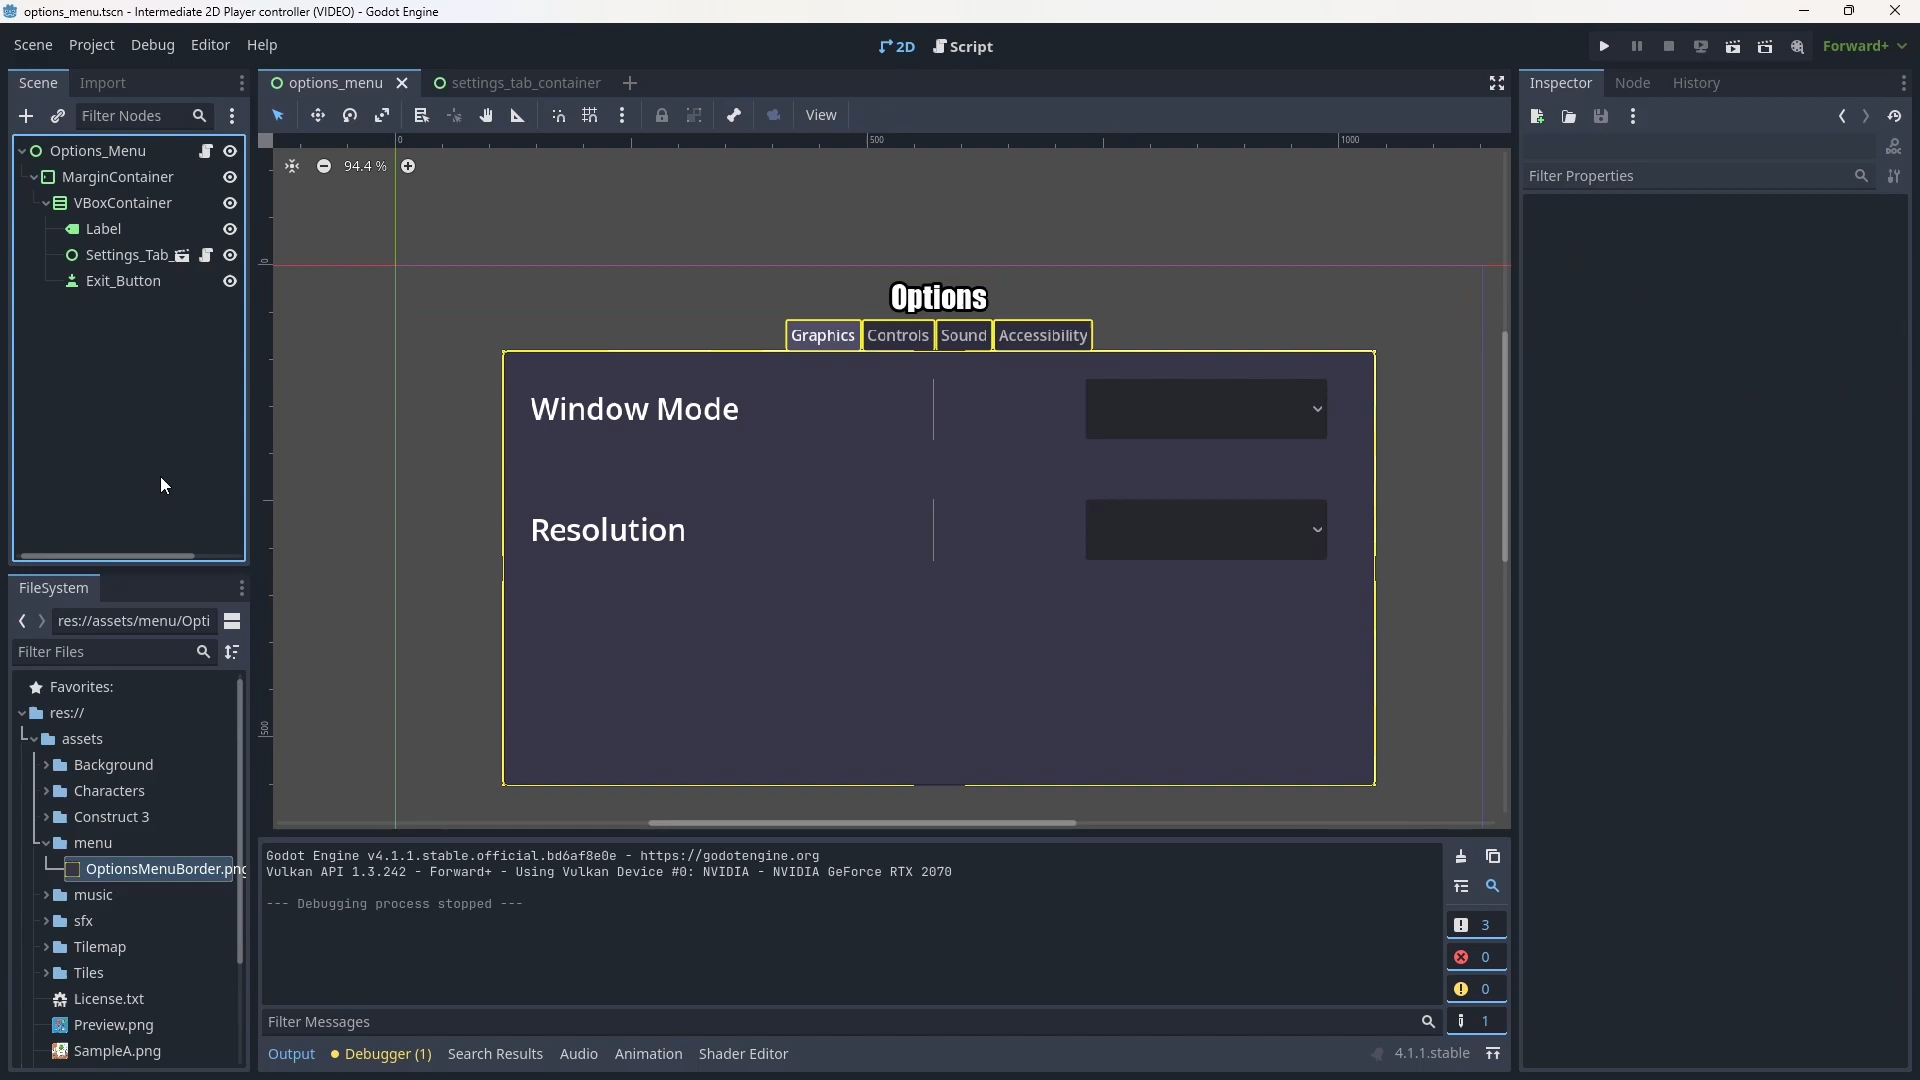 options_menu.tscn - Intermediate 2D Player controller (VIDEO) - Godot Engine
Scene Project Debug Editor Help
2D Script
Forward+
Scene Import
options_menu settings_tab_container
Inspector Node History
Filter Nodes
View
Options_Menu
MarginContainer
VBoxContainer
Label
Settings_Tab_
Exit_Button
0 500 1000
94.4 %
0
500
Filter Properties
DOC
Options
Graphics Controls Sound Accessibility
Window Mode
Resolution
FileSystem
res://assets/menu/Opti
Filter Files
Favorites:
res://
assets
Background
Characters
Construct 3
menu
OptionsMenuBorder.png
music
sfx
Tilemap
Tiles
License.txt
Preview.png
SampleA.png
Godot Engine v4.1.1.stable.official.bd6af8e0e - https://godotengine.org
Vulkan API 1.3.242 - Forward+ - Using Vulkan Device #0: NVIDIA - NVIDIA GeForce RTX 2070
--- Debugging process stopped ---
3
0
0
1
Filter Messages
Output Debugger (1) Search Results Audio Animation Shader Editor
4.1.1.stable